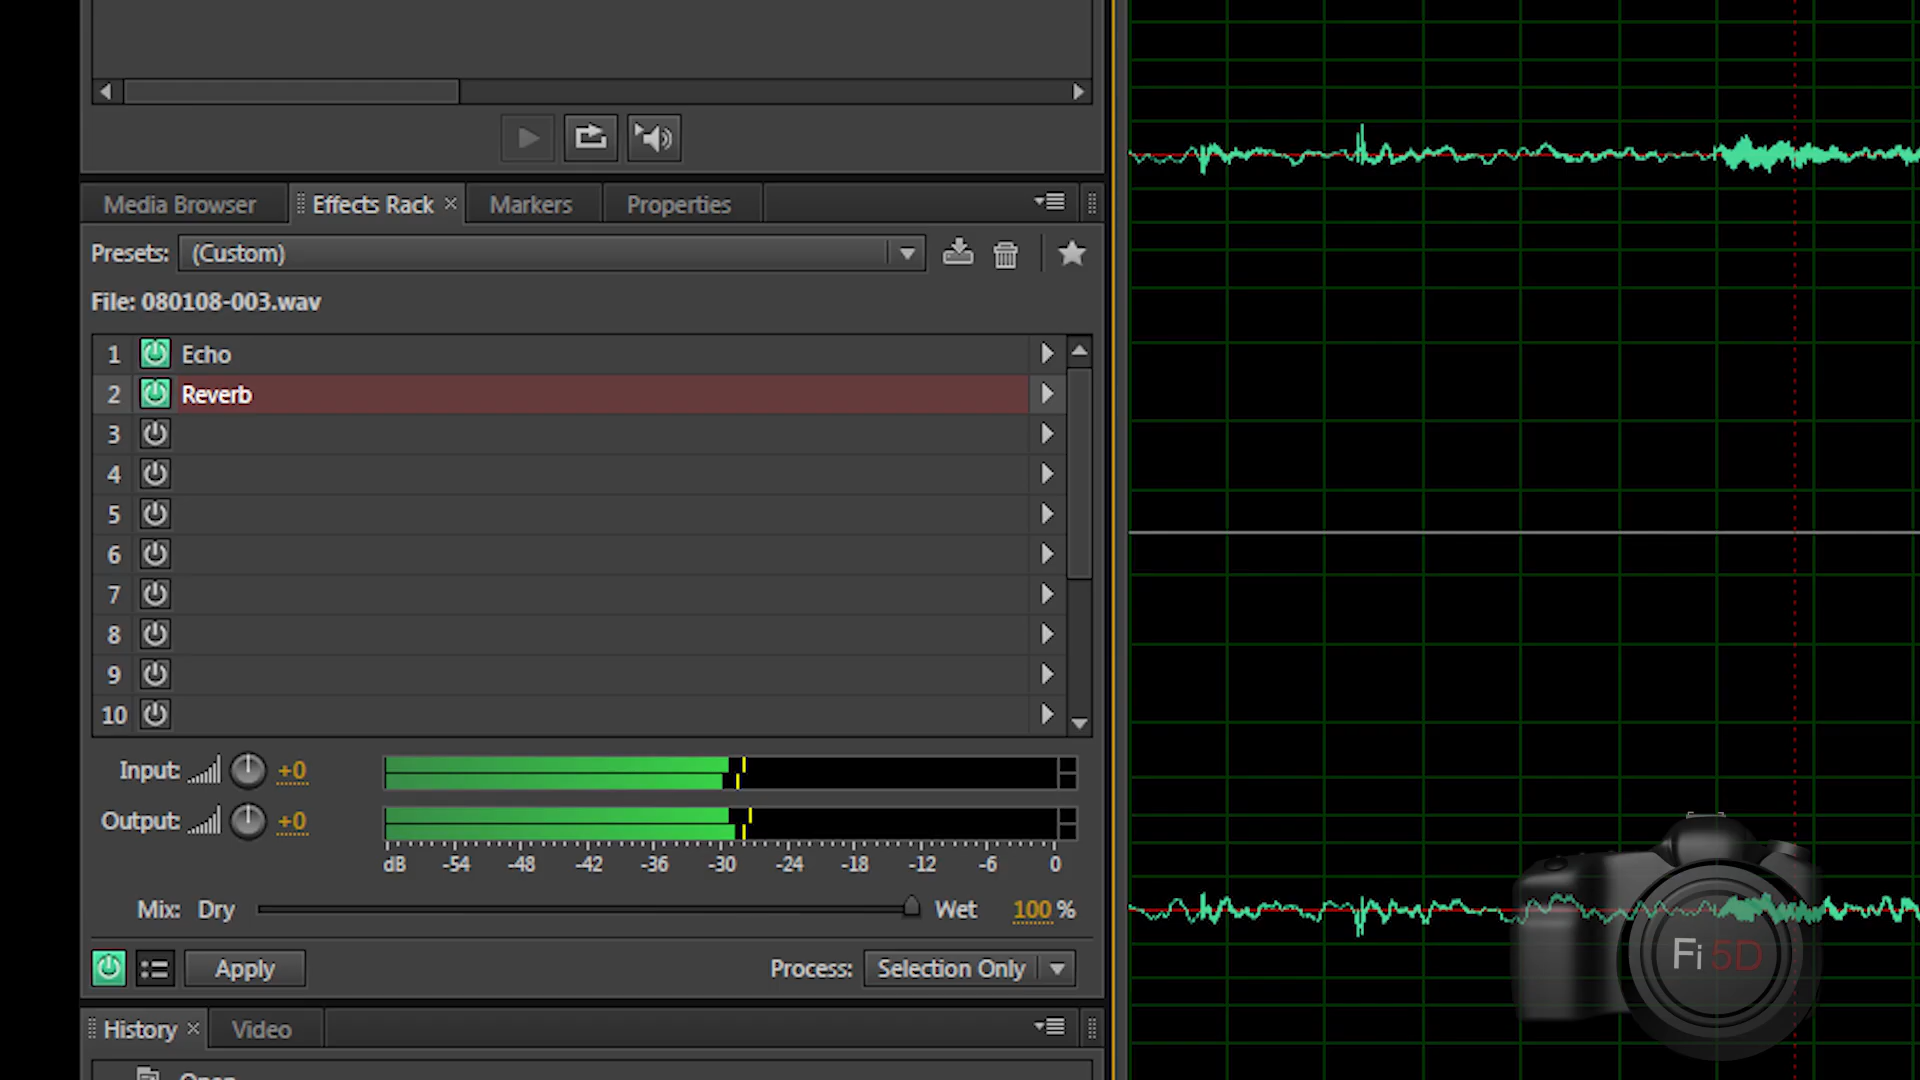 Media Browser Effects Rack Markers Properties
Presets: (Custom)
File: 080108-003.wav
1 Echo
2 Reverb
3
4
5
6
7
8
9
10
Input: +0
Output: +0
dB -54 -48 -42 -36 -30 -24 -18 -12 -6 0
Mix: Dry Wet 100 %
Apply Process: Selection Only
History Video
Open
Fi 5D